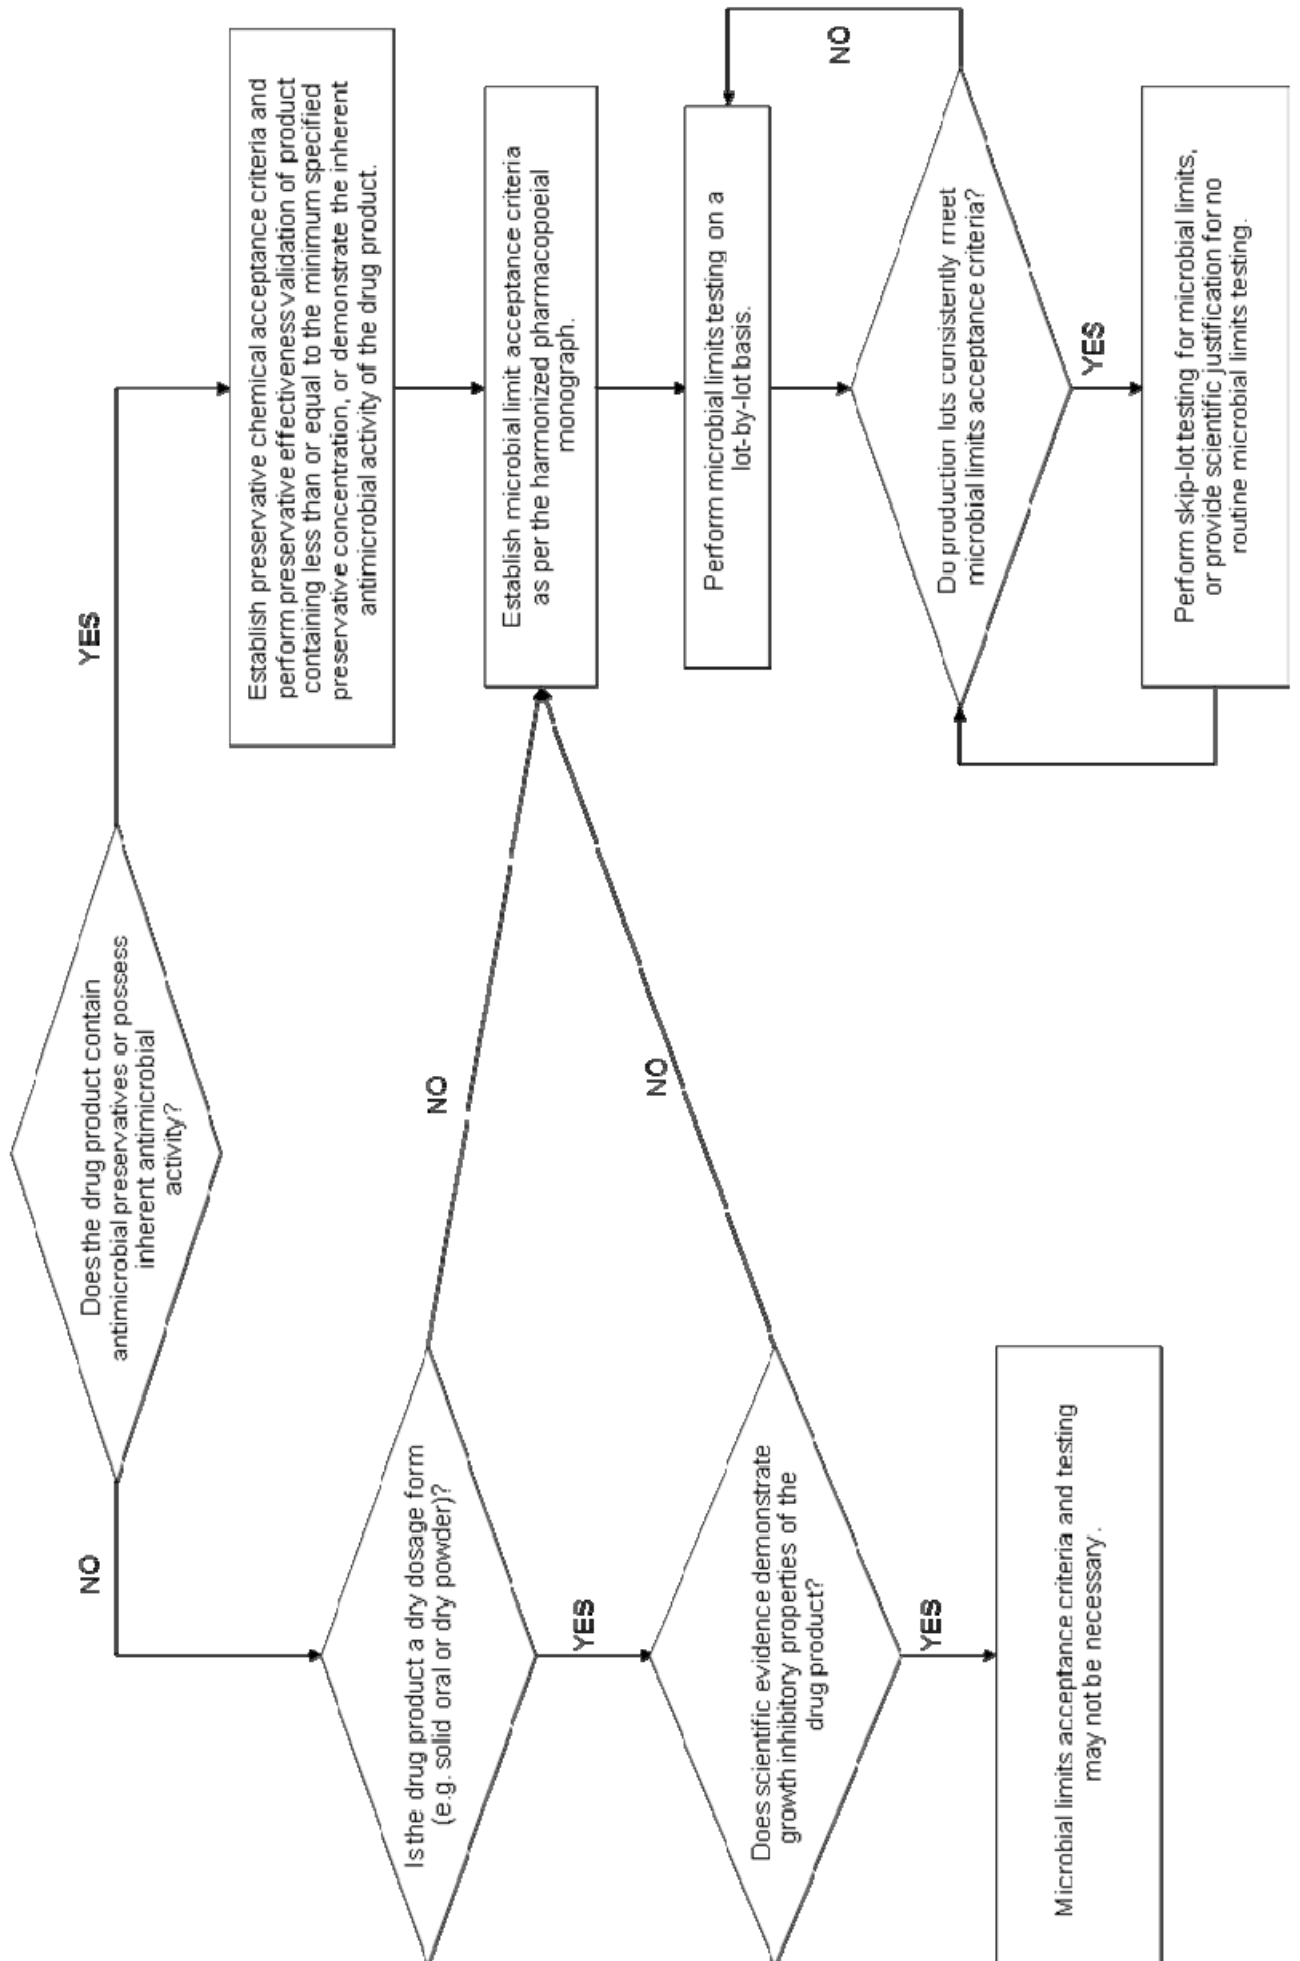 Does the drug product contain
antimicrobial preservatives or possess
inherent antimicrobial
activity?
NO
YES
Establish preservative chemical acceptance criteria and
perform preservative effectiveness validation of product
containing less than or equal to the minimum specified
preservative concentration, or demonstrate the inherent
antimicrobial activity of the drug product.
Is the drug product a dry dosage form
(e.g. solid oral or dry powder)?
NO
YES
Establish microbial limit acceptance criteria
as per the harmonized pharmacopoeial
monograph.
Does scientific evidence demonstrate
growth inhibitory properties of the
drug product?
NO
YES
Perform microbial limits testing on a
lot-by-lot basis.
NO
Do production lots consistently meet
microbial limits acceptance criteria?
YES
Microbial limits acceptance criteria and testing
may not be necessary.
Perform skip-lot testing for microbial limits,
or provide scientific justification for no
routine microbial limits testing.